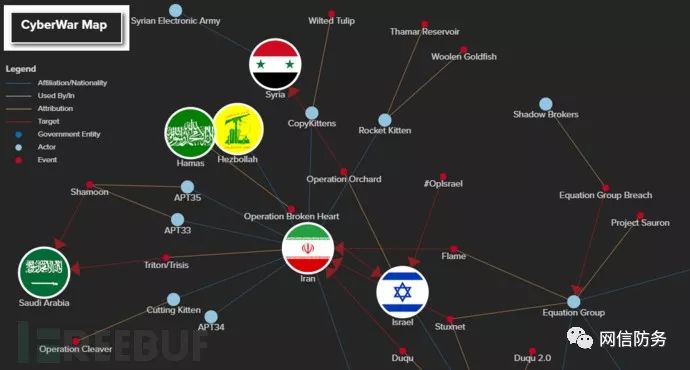 CyberWar Map
Syrian Electronic Army
Wilted Tulip
Thamar Reservoir
Woolen Goldfish
Legend
Affiliation/Nationality
Used By/In
Attribution
Target
Government Entity
Actor
Event
Syria
CopyKittens
Rocket Kitten
Shadow Brokers
Hamas
Hezbollah
Operation Orchard
#OpIsrael
Equation Group Breach
Shamoon
APT35
Operation Broken Heart
Project Sauron
APT33
Saudi Arabia
Triton/Trisis
Iran
Flame
Israel
Cutting Kitten
APT34
Stuxnet
Equation Group
Operation Cleaver
Duqu
Duqu 2.0
REEBUF
网信防务